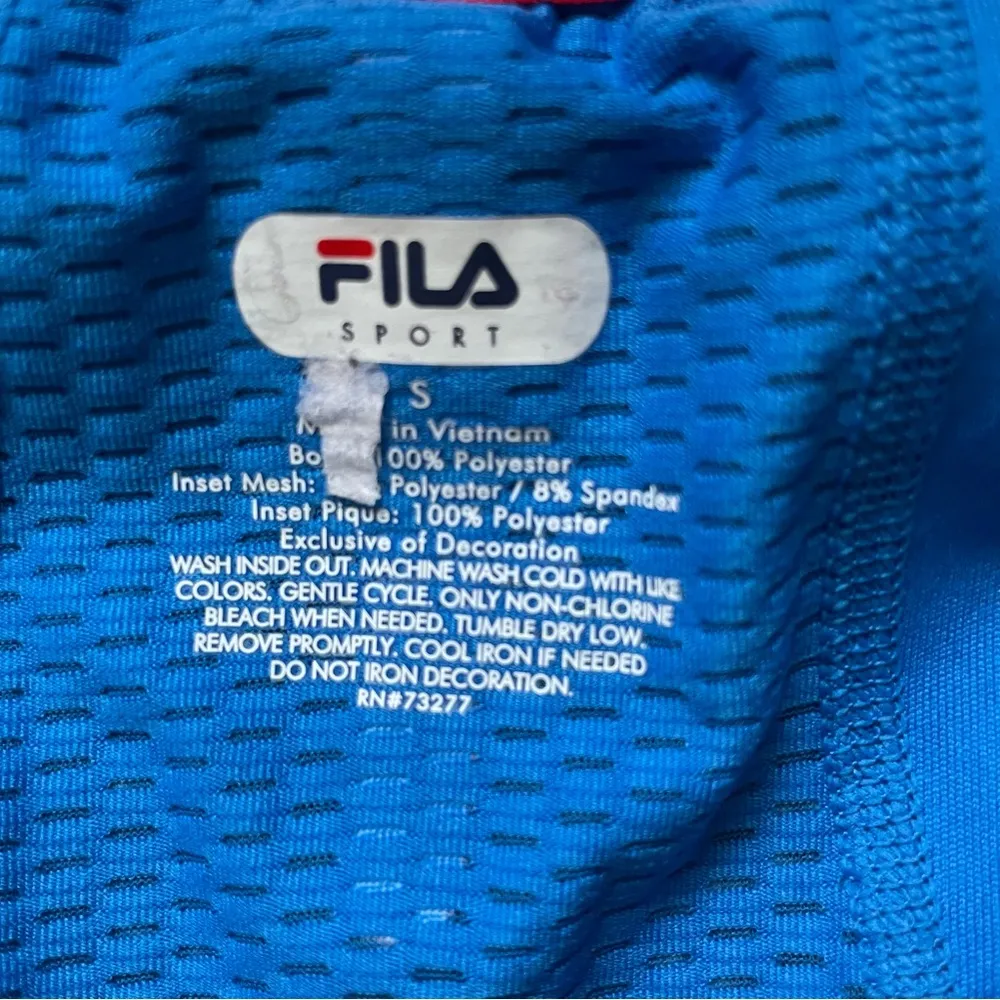 FILA
SPORT
S
in Vietnam
00% Polyester
Inset Mesh: Polyester / 8% Spandex
Inset Pique: 100% Polyester
Exclusive of Decoration
WASH INSIDE OUT. MACHINE WASH COLD WITH LIKE
COLORS. GENTLE CYCLE. ONLY NON-CHLORINE
BLEACH WHEN NEEDED. TUMBLE DRY LOW.
REMOVE PROMPTLY. COOL IRON IF NEEDED
DO NOT IRON DECORATION.
RN#73277